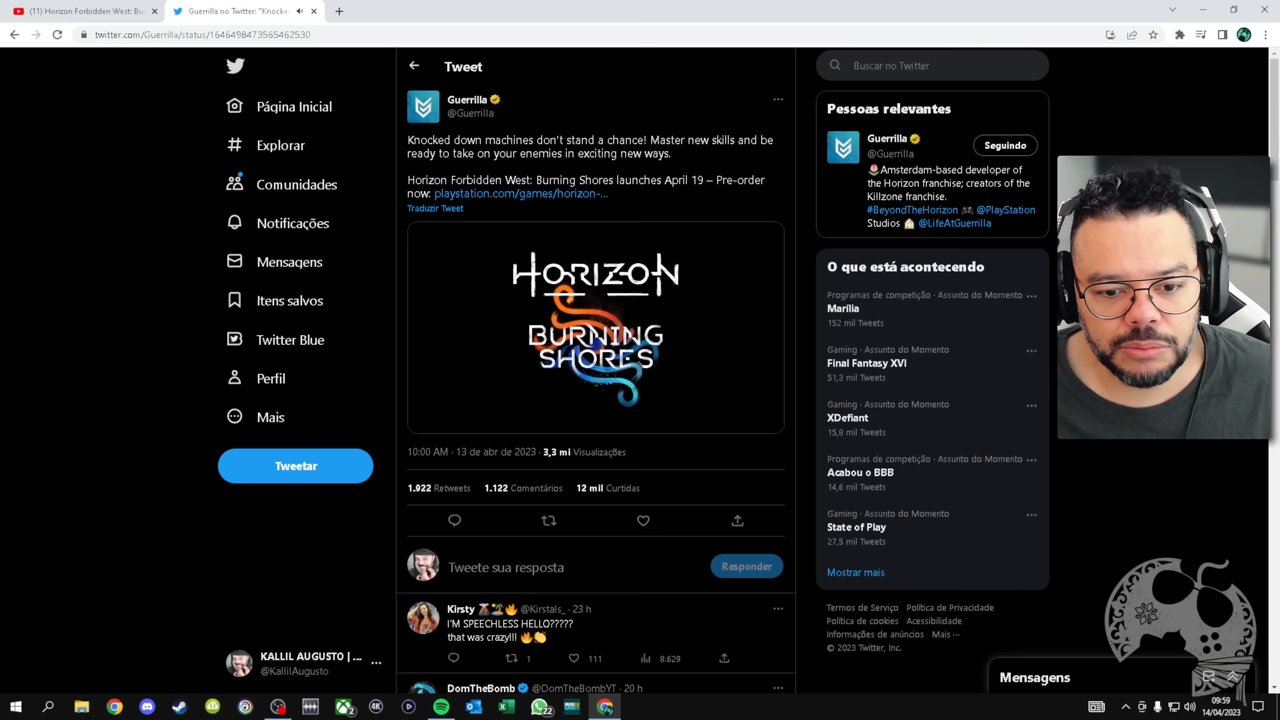 (11) Horizon Forbidden West: Bu
Guerrilla no Twitter: "Knocke
twitter.com/Guerrilla/status/1646498473565462530
Tweet
Buscar no Twitter
Página Inicial
Explorar
Comunidades
Notificações
Mensagens
Itens salvos
Twitter Blue
Perfil
Mais
Tweetar
KALLIL AUGUSTO | ...
@KallilAugusto
Guerrilla
@Guerrilla
Knocked down machines don't stand a chance! Master new skills and be
ready to take on your enemies in exciting new ways.
Horizon Forbidden West: Burning Shores launches April 19 – Pre-order
now: playstation.com/games/horizon-...
Traduzir Tweet
HORIZON
BURNING
SHORES
10:00 AM · 13 de abr de 2023 · 3,3 mi Visualizações
1.922 Retweets 1.122 Comentários 12 mil Curtidas
Tweete sua resposta
Responder
Kirsty @Kirstals_ · 23 h
I'M SPEECHLESS HELLO?????
that was crazy!!!
1 111 8.629
DomTheBomb @DomTheBombYT · 20 h
Pessoas relevantes
Guerrilla
@Guerrilla
Seguindo
Amsterdam-based developer of
the Horizon franchise; creators of the
Killzone franchise.
#BeyondTheHorizon @PlayStation
Studios @LifeAtGuerrilla
O que está acontecendo
Programas de competição · Assunto do Momento
Marília
152 mil Tweets
Gaming · Assunto do Momento
Final Fantasy XVI
51,3 mil Tweets
Gaming · Assunto do Momento
XDefiant
15,8 mil Tweets
Programas de competição · Assunto do Momento
Acabou o BBB
14,6 mil Tweets
Gaming · Assunto do Momento
State of Play
27,5 mil Tweets
Mostrar mais
Termos de Serviço Política de Privacidade
Política de cookies Acessibilidade
Informações de anúncios Mais ...
© 2023 Twitter, Inc.
Mensagens
22
09:59
14/04/2023